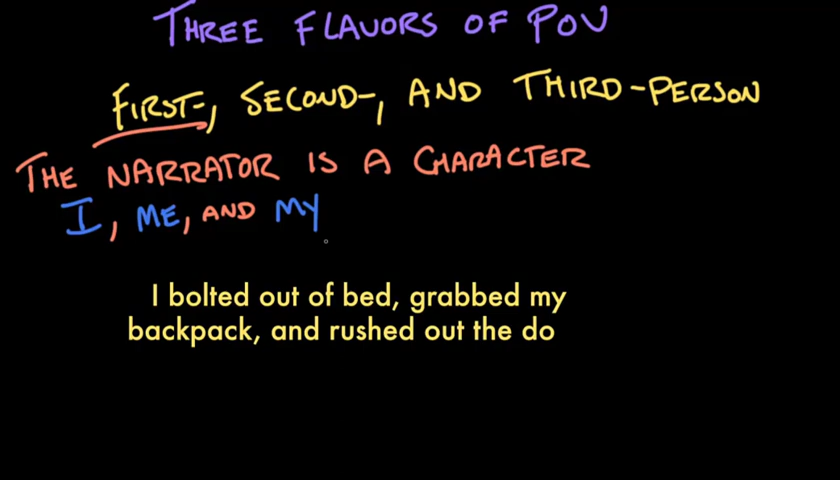 THREE FLAVORS OF POV
FIRST-, SECOND-, AND THIRD-PERSON
THE NARRATOR IS A CHARACTER
I, ME, AND MY
I bolted out of bed, grabbed my
backpack, and rushed out the do